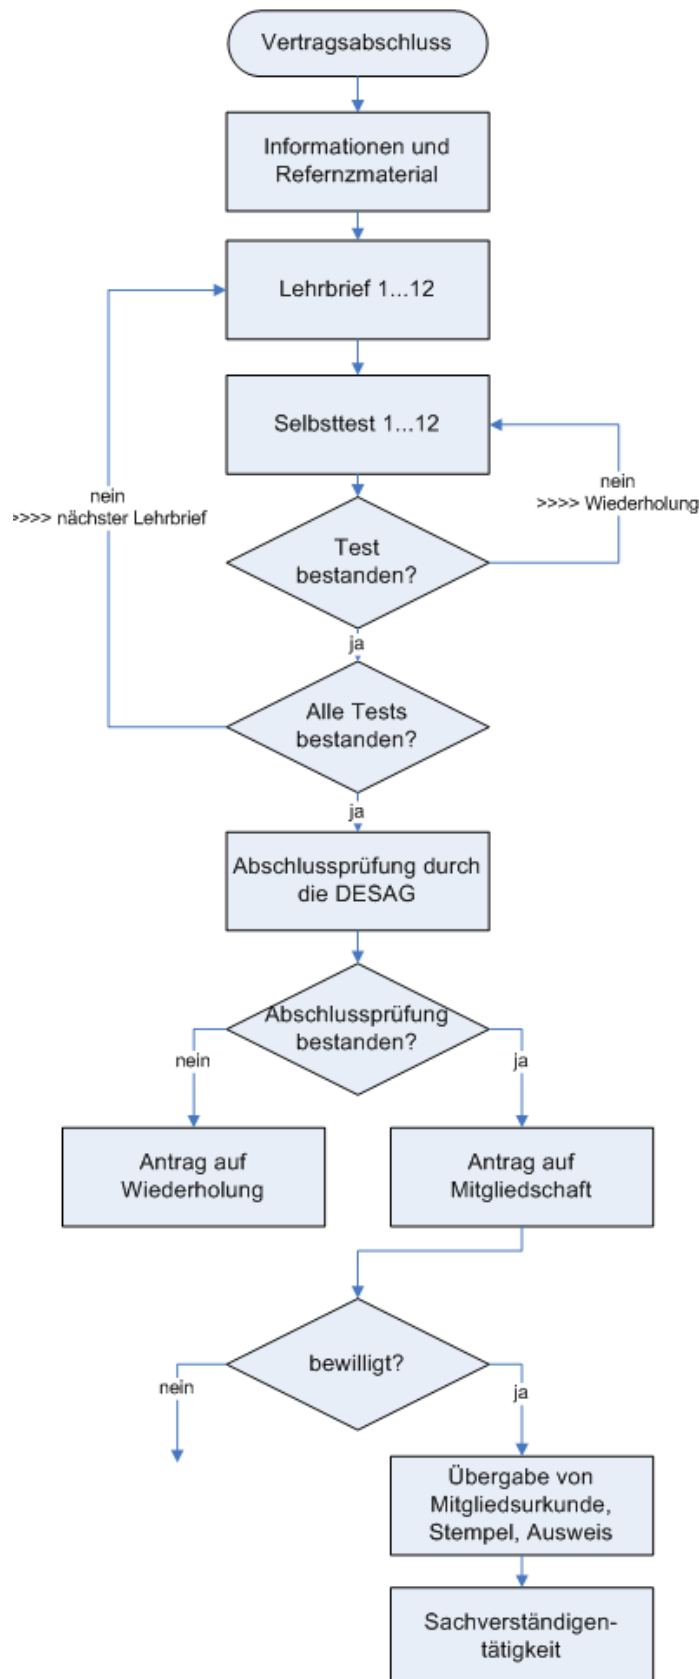 Vertragsabschluss
Informationen und
Refernzmaterial
Lehrbrief 1...12
Selbsttest 1...12
nein
>>>> nächster Lehrbrief
nein
>>>> Wiederholung
Test
bestanden?
ja
Alle Tests
bestanden?
ja
Abschlussprüfung durch
die DESAG
Abschlussprüfung
bestanden?
nein
ja
Antrag auf
Wiederholung
Antrag auf
Mitgliedschaft
bewilligt?
nein
ja
Übergabe von
Mitgliedsurkunde,
Stempel, Ausweis
Sachverständigen-
tätigkeit